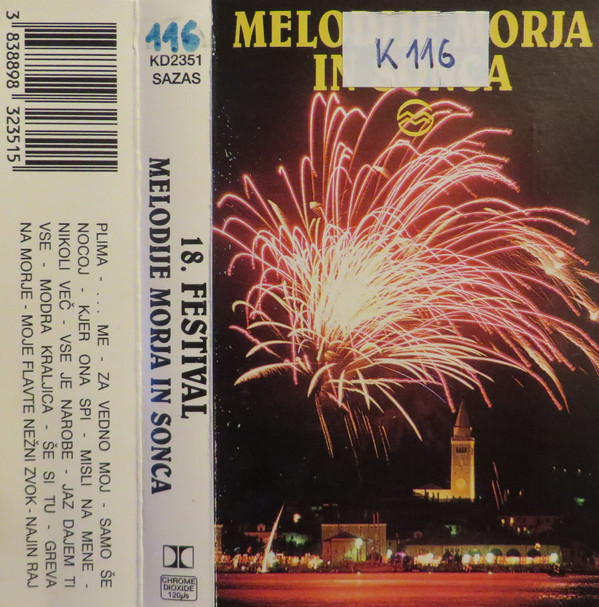 3 838898 323515
PLIMA - ... ME - ZA VEDNO MOJ - SAMO ŠE
NOCOJ - KJER ONA SPI - MISLI NA MENE -
NIKOLI VEČ - VSE JE NAROBE - JAZ DAJEM TI
VSE - MODRA KRALJICA - ŠE SI TU - GREVA
NA MORJE - MOJE FLAVTE NEŽNI ZVOK - NAJIN RAJ
116
KD2351
SAZAS
18. FESTIVAL
MELODIJE MORJA IN SONCA
CHROME
DIOXIDE
120µs
MELODIJE MORJA
IN SONCA
K 116